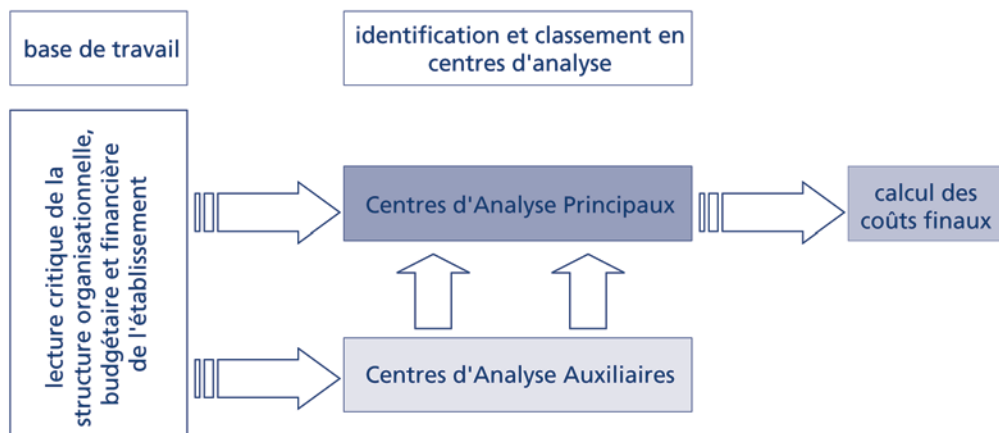 base de travail
identification et classement en
centres d'analyse
lecture critique de la
structure organisationnelle,
budgétaire et financière
de l'établissement
Centres d'Analyse Principaux
calcul des
coûts finaux
Centres d'Analyse Auxiliaires